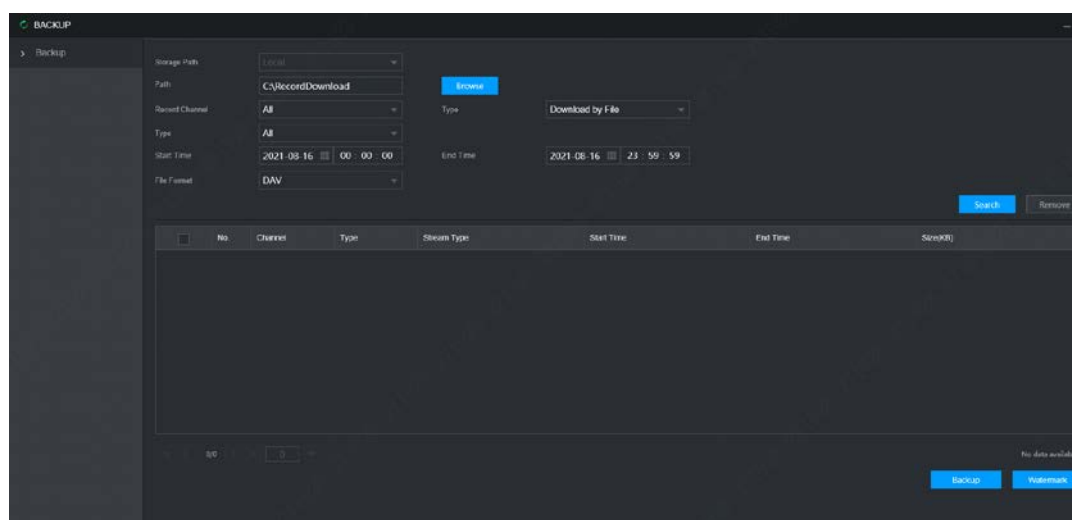 BACKUP
Backup
Storage Path Local
Path C:\RecordDownload Browse
Record Channel All Type Download by File
Type All
Start Time 2021-08-16 00 : 00 : 00 End Time 2021-08-16 23 : 59 : 59
File Format DAV
Search Remove
No. Channel Type Stream Type Start Time End Time Size(KB)
0/0 0
No data availab
Backup Watermark